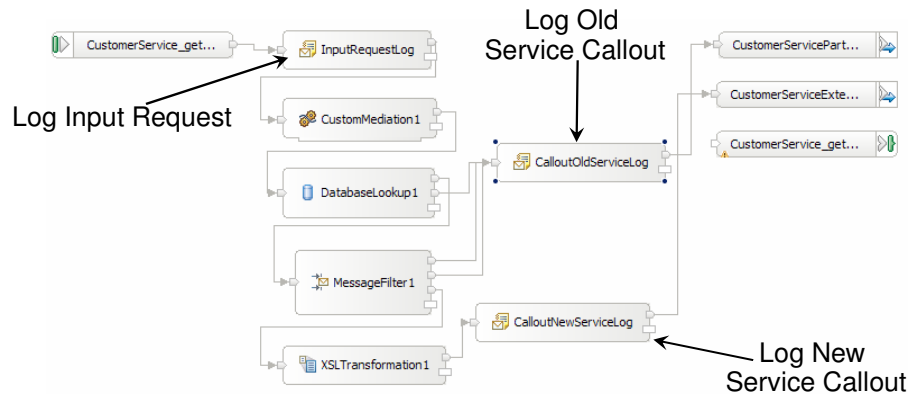 Log Old
Service Callout
CustomerService_get...
InputRequestLog
CustomerServicePart...
CustomerServiceExte...
Log Input Request
CustomMediation1
CustomerService_get...
CalloutOldServiceLog
DatabaseLookup1
MessageFilter1
CalloutNewServiceLog
XSLTransformation1
Log New
Service Callout